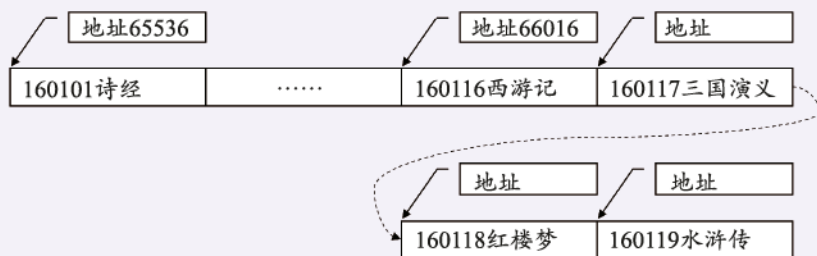 地址65536 地址66016 地址
160101诗经 …… 160116西游记 160117三国演义
地址 地址
160118红楼梦 160119水浒传